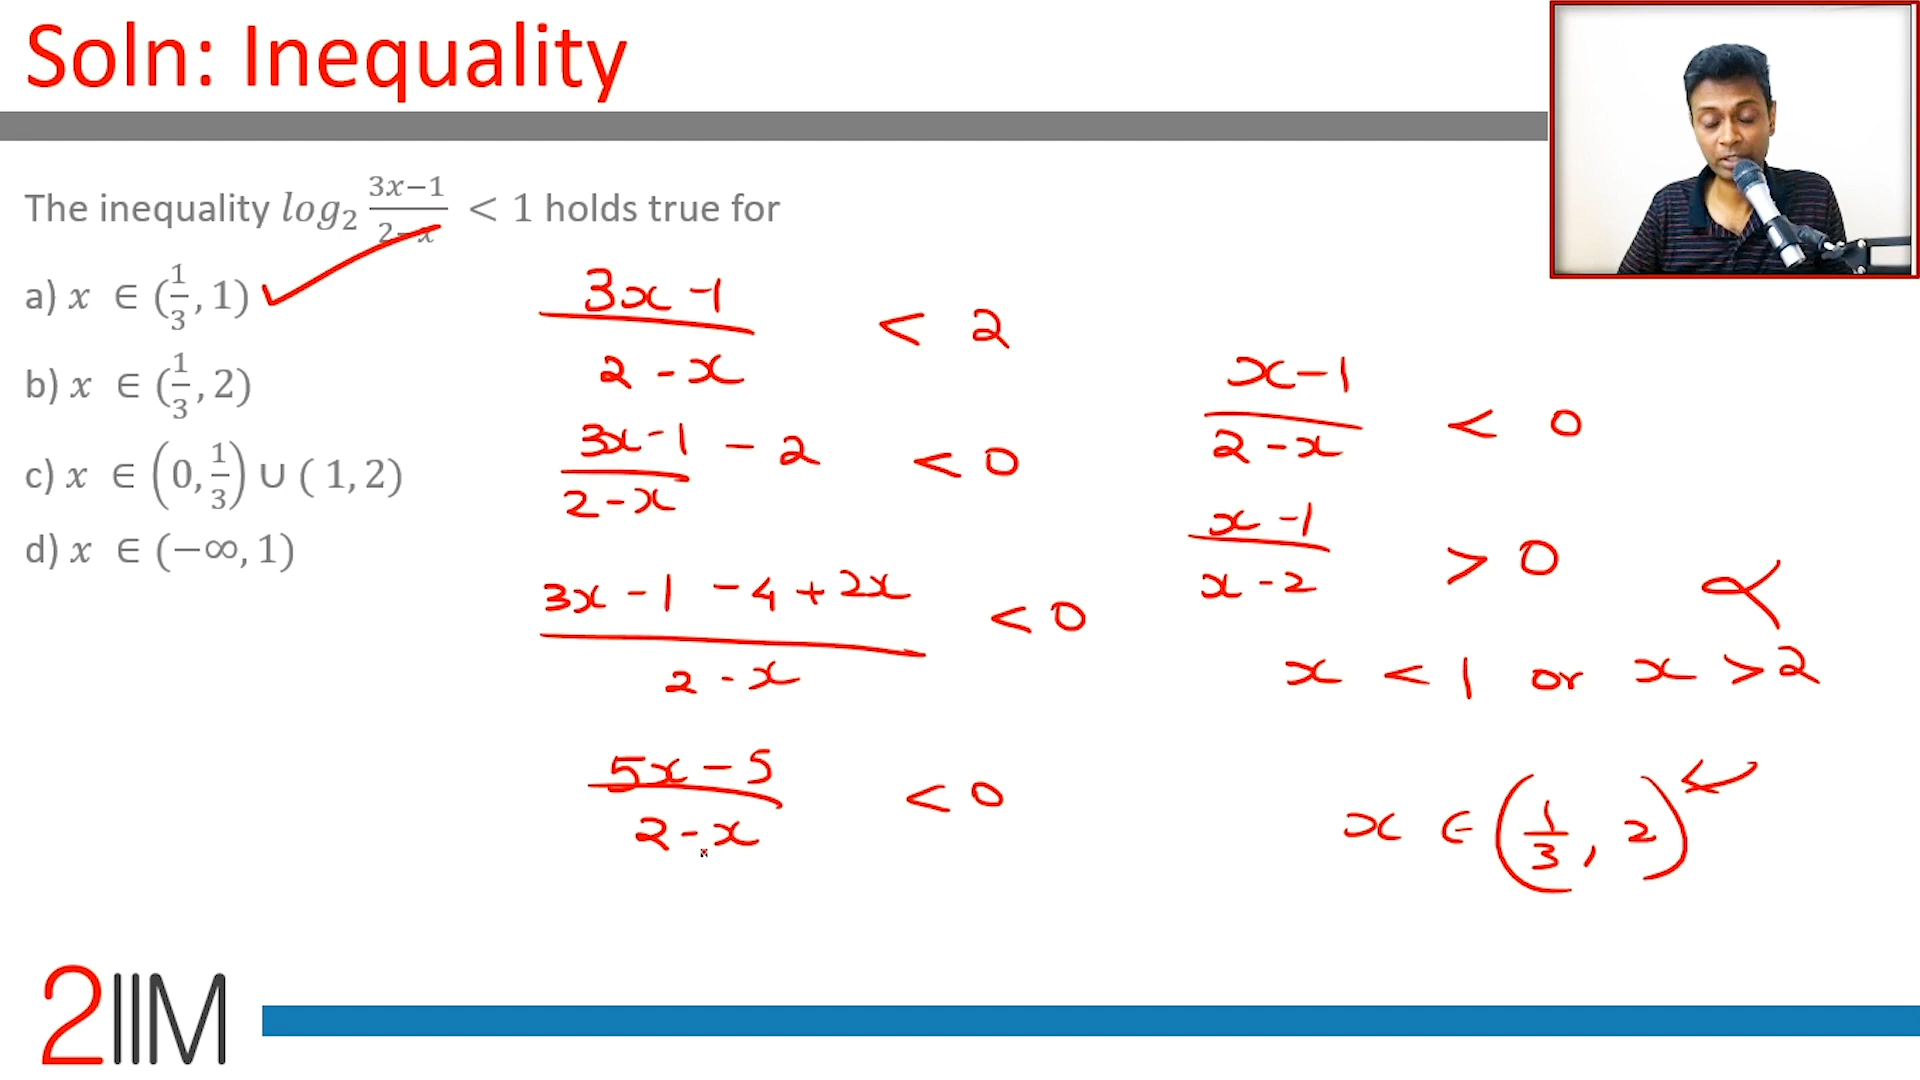 Soln: Inequality
The inequality log₂ (3x−1)/(2−x) < 1 holds true for
a) x ∈ (1/3, 1) ✓
b) x ∈ (1/3, 2)
c) x ∈ (0, 1/3) ∪ ( 1, 2)
d) x ∈ (−∞, 1)
(3x − 1)/(2 − x) < 2
(3x − 1)/(2 − x) − 2 < 0
(3x − 1 − 4 + 2x)/(2 − x) < 0
(5x − 5)/(2 − x) < 0
(x − 1)/(2 − x) < 0
(x − 1)/(x − 2) > 0
x < 1 or x > 2
x ∈ (1/3, 2)
2IIM